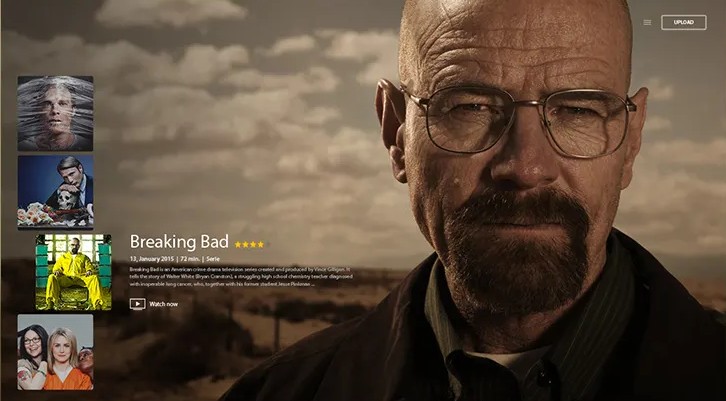 UPLOAD
Breaking Bad
13, January 2015 | 72 min. | Serie
Breaking Bad is an American crime drama television series created and produced by Vince Gilligan. It
tells the story of Walter White (Bryan Cranston), a struggling high school chemistry teacher diagnosed
with inoperable lung cancer, who, together with his former student Jesse Pinkman ...
Watch now